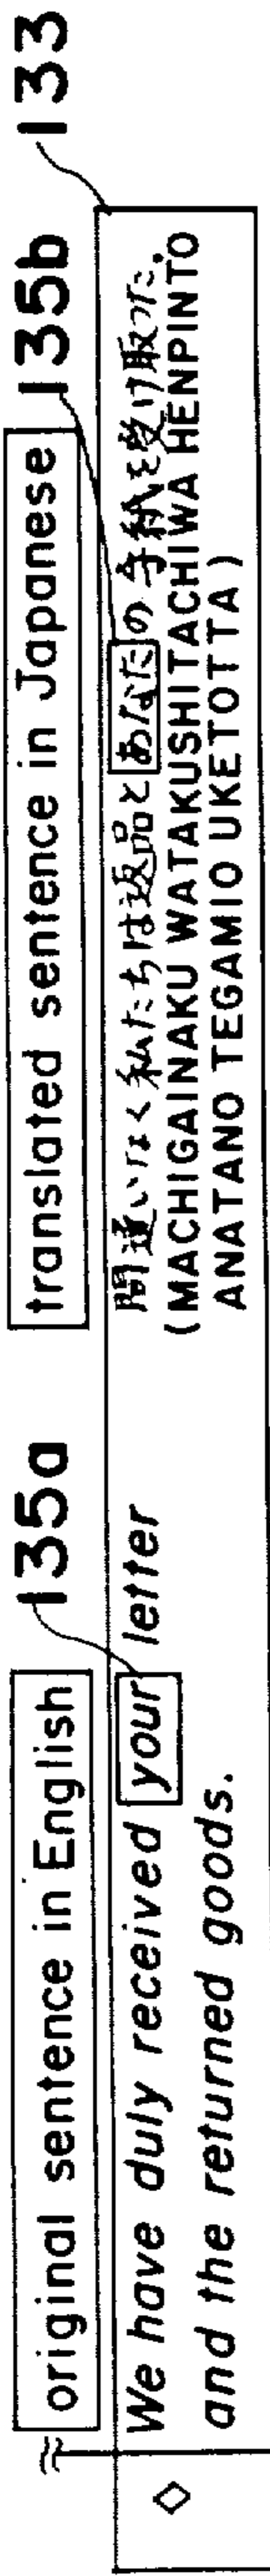 original sentence in English
135a
translated sentence in Japanese
135b
133
◇
We have duly received your letter
and the returned goods.
間違いなく私たちは返品とあなたの手紙を受け取った.
(MACHIGAINAKU WATAKUSHITACHIWA HENPINTO
ANATANO TEGAMIO UKETOTTA)